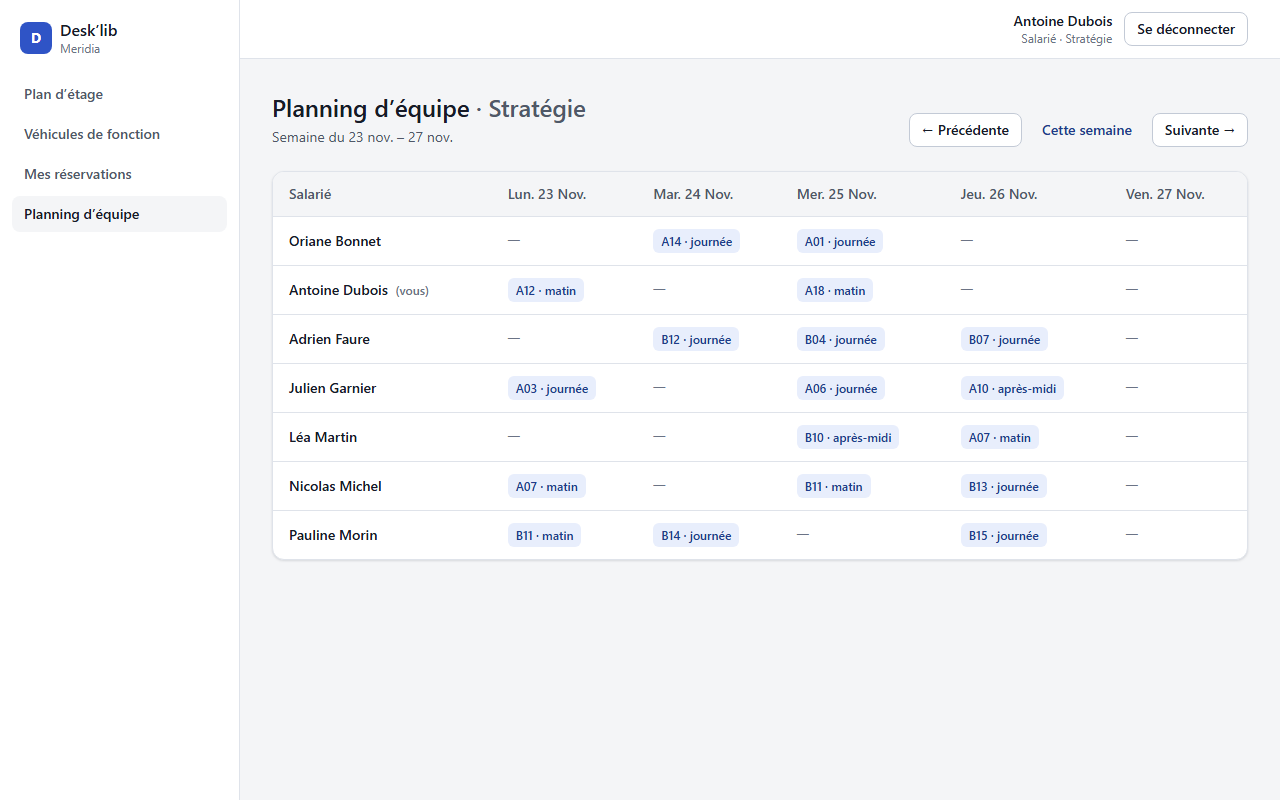 D
Desk’lib
Meridia
Plan d’étage
Véhicules de fonction
Mes réservations
Planning d’équipe
Antoine Dubois
Salarié · Stratégie
Se déconnecter
Planning d’équipe · Stratégie
Semaine du 23 nov. – 27 nov.
← Précédente
Cette semaine
Suivante →
Salarié Lun. 23 Nov. Mar. 24 Nov. Mer. 25 Nov. Jeu. 26 Nov. Ven. 27 Nov.
Oriane Bonnet — A14 · journée A01 · journée — —
Antoine Dubois (vous) A12 · matin — A18 · matin — —
Adrien Faure — B12 · journée B04 · journée B07 · journée —
Julien Garnier A03 · journée — A06 · journée A10 · après-midi —
Léa Martin — — B10 · après-midi A07 · matin —
Nicolas Michel A07 · matin — B11 · matin B13 · journée —
Pauline Morin B11 · matin B14 · journée — B15 · journée —